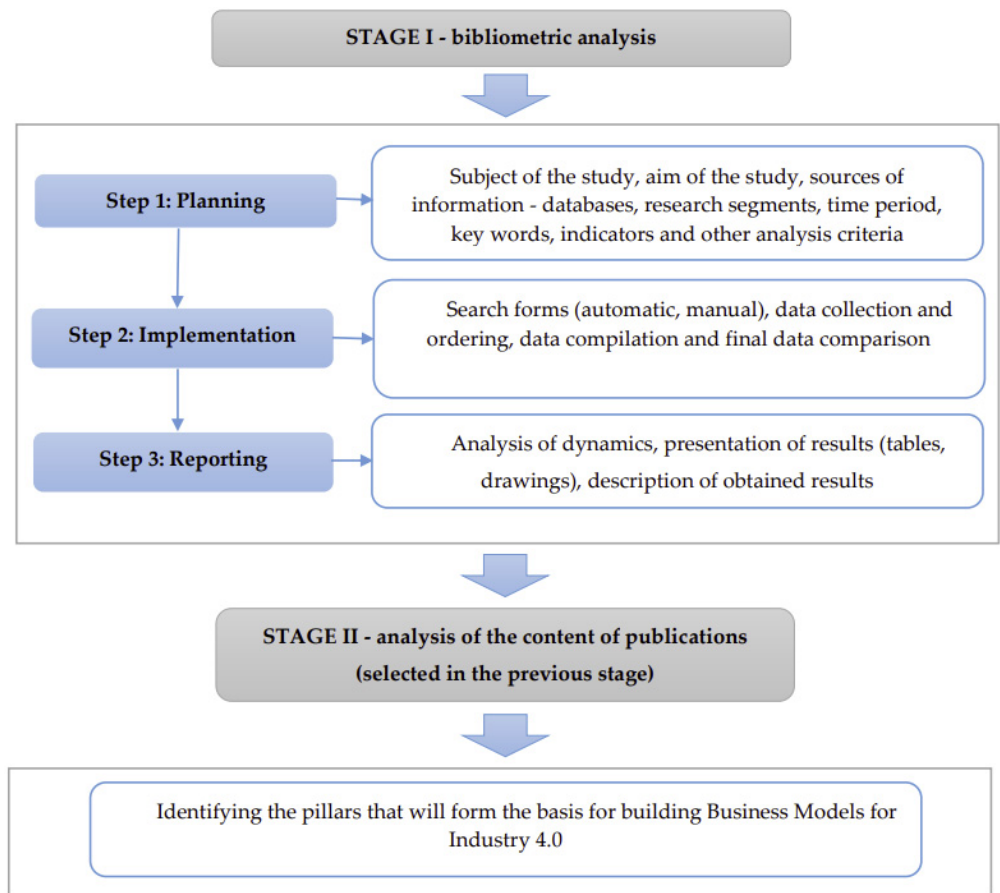 STAGE I - bibliometric analysis
Step 1: Planning
Subject of the study, aim of the study, sources of
information - databases, research segments, time period,
key words, indicators and other analysis criteria
Step 2: Implementation
Search forms (automatic, manual), data collection and
ordering, data compilation and final data comparison
Step 3: Reporting
Analysis of dynamics, presentation of results (tables,
drawings), description of obtained results
STAGE II - analysis of the content of publications
(selected in the previous stage)
Identifying the pillars that will form the basis for building Business Models for
Industry 4.0